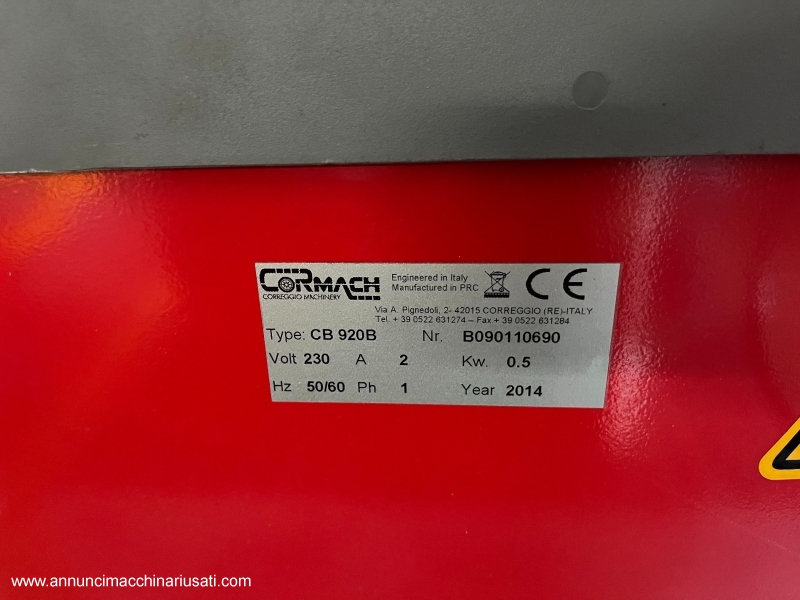 CORMACH
CORREGGIO MACHINERY
Engineered in Italy
Manufactured in PRC
CE
Via A. Pignedoli, 2- 42015 CORREGGIO (RE)-ITALY
Tel. + 39 0522 631274 – Fax + 39 0522 631284
Type: CB 920B Nr. B090110690
Volt 230 A 2 Kw. 0.5
Hz 50/60 Ph 1 Year 2014
www.annuncimacchinariusati.com